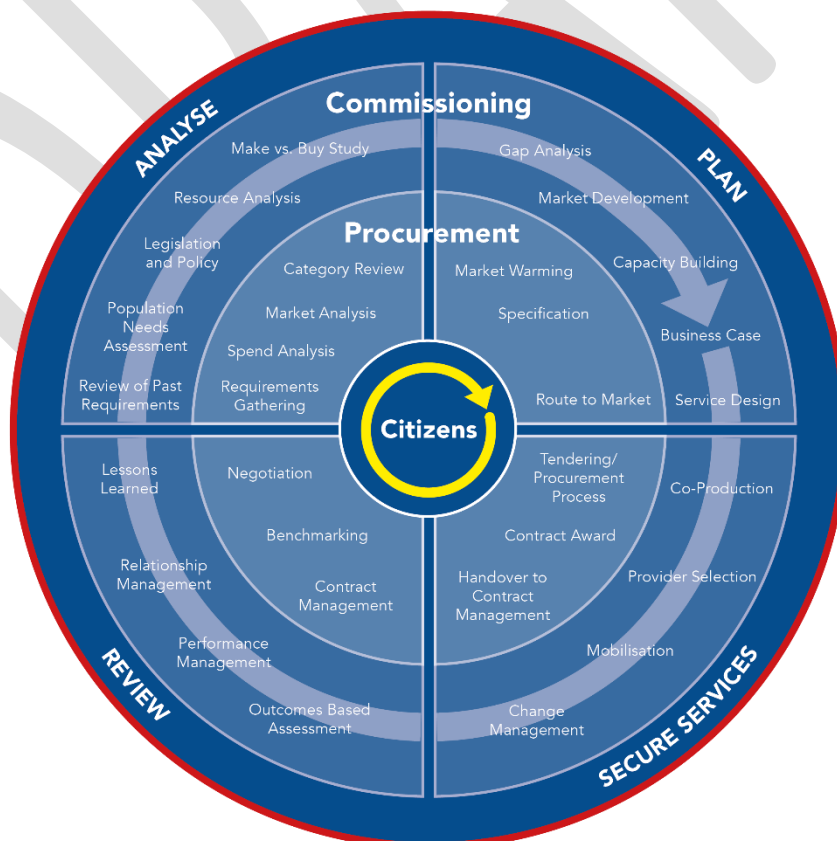 ANALYSE
PLAN
Commissioning
Make vs. Buy Study
Resource Analysis
Legislation
and Policy
Population
Needs
Assessment
Review of Past
Requirements
Gap Analysis
Market Development
Capacity Building
Business Case
Service Design
Procurement
Category Review
Market Analysis
Spend Analysis
Requirements
Gathering
Market Warming
Specification
Route to Market
Citizens
Lessons
Learned
Relationship
Management
Performance
Management
Outcomes Based
Assessment
Negotiation
Benchmarking
Contract
Management
Tendering/
Procurement
Process
Contract Award
Handover to
Contract
Management
Co-Production
Provider Selection
Mobilisation
Change
Management
REVIEW
SECURE SERVICES